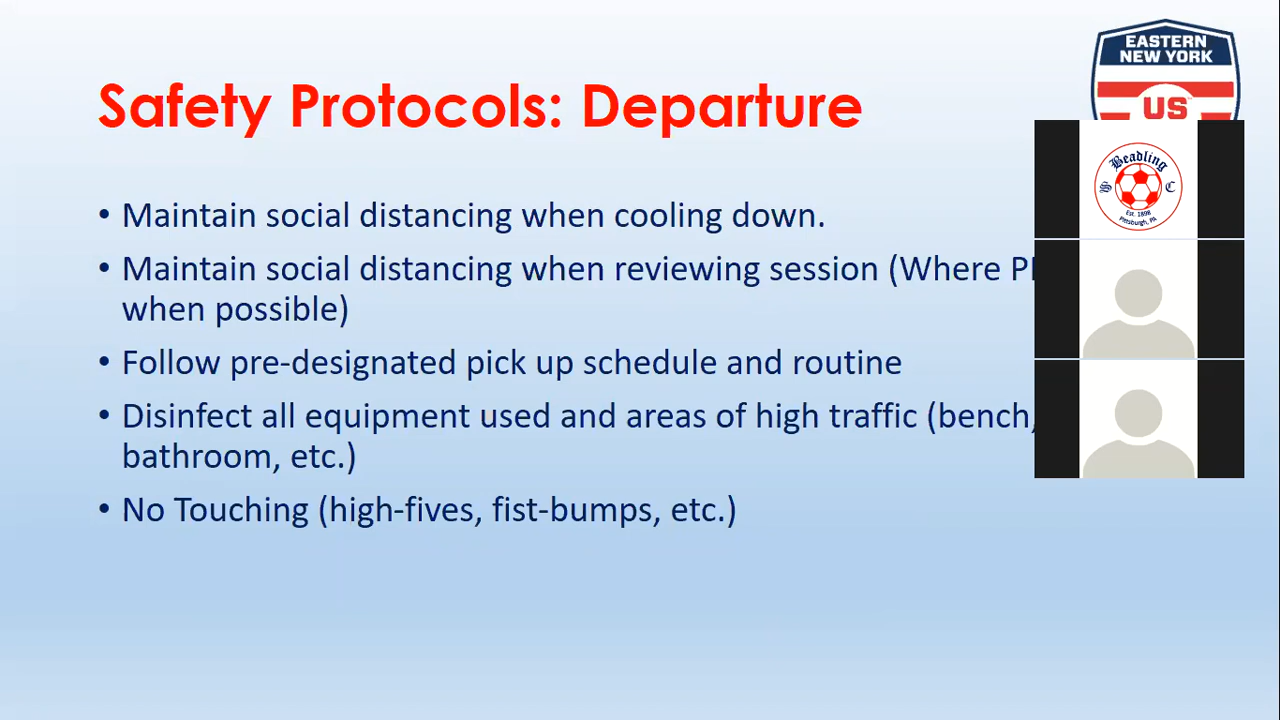 EASTERN
NEW YORK
US
Safety Protocols: Departure
Beadling
S C
Est. 1898
Pittsburgh, PA
• Maintain social distancing when cooling down.
• Maintain social distancing when reviewing session (Where
when possible)
• Follow pre-designated pick up schedule and routine
• Disinfect all equipment used and areas of high traffic (bench,
bathroom, etc.)
• No Touching (high-fives, fist-bumps, etc.)